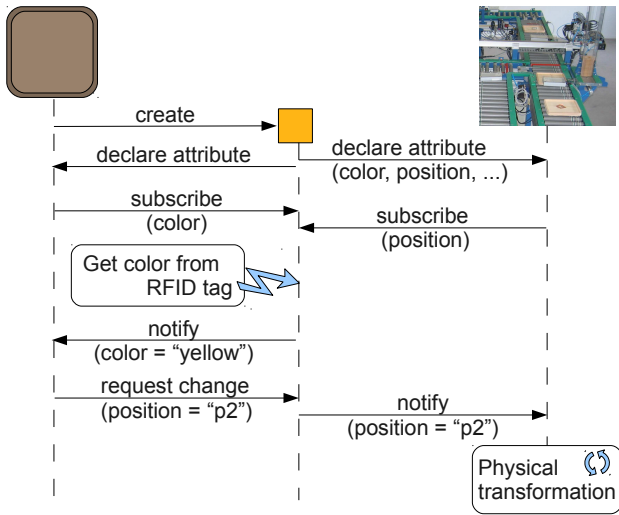 create
declare attribute
declare attribute
(color, position, ...)
subscribe
(color)
subscribe
(position)
Get color from
RFID tag
notify
(color = “yellow”)
request change
(position = “p2”)
notify
(position = “p2”)
Physical
transformation